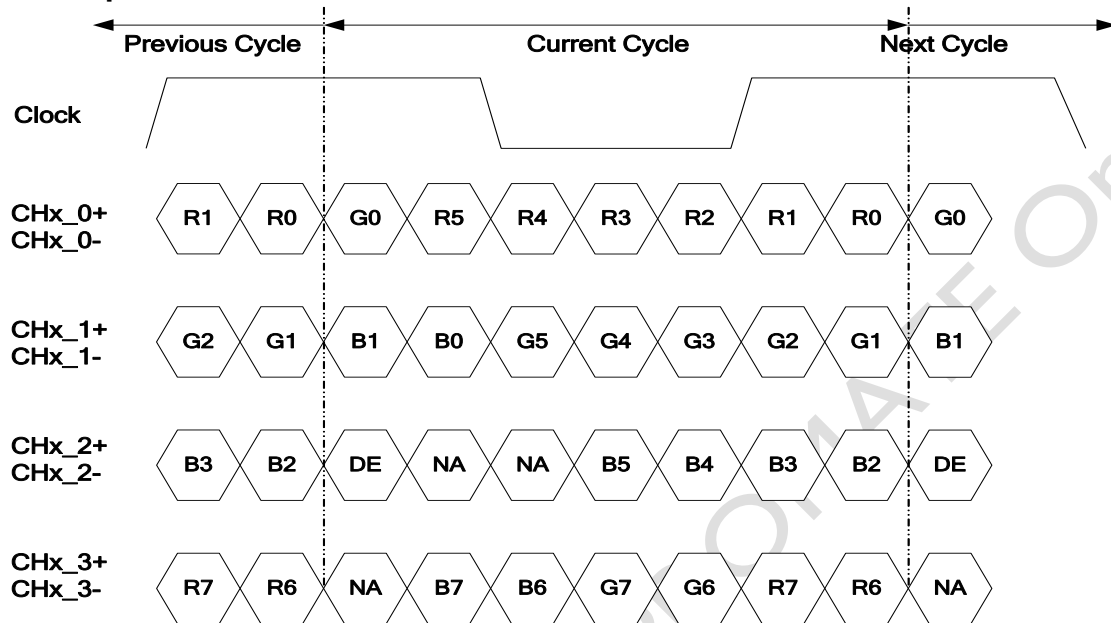 Previous Cycle Current Cycle Next Cycle
Clock
CHx_0+ R1 R0 G0 R5 R4 R3 R2 R1 R0 G0
CHx_0-
CHx_1+ G2 G1 B1 B0 G5 G4 G3 G2 G1 B1
CHx_1-
CHx_2+ B3 B2 DE NA NA B5 B4 B3 B2 DE
CHx_2-
CHx_3+ R7 R6 NA B7 B6 G7 G6 R7 R6 NA
CHx_3-